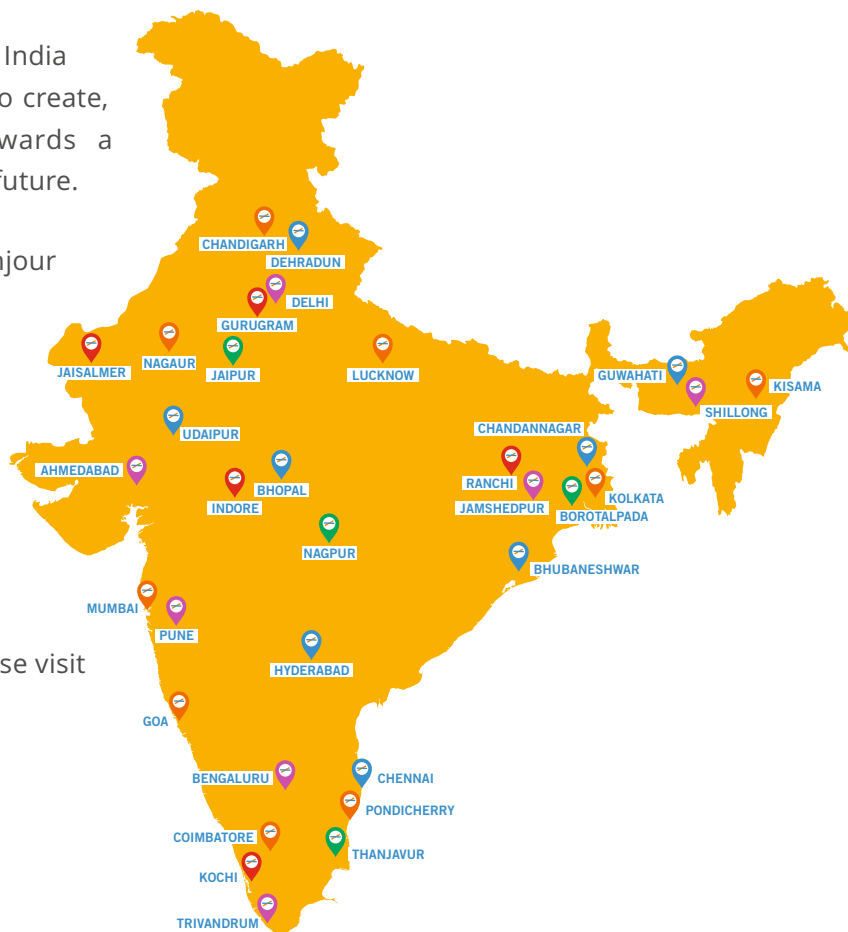 India
o create,
wards a
future.
njour
se visit
CHANDIGARH
DEHRADUN
DELHI
GURUGRAM
JAISALMER
NAGAUR
JAIPUR
LUCKNOW
GUWAHATI
KISAMA
SHILLONG
UDAIPUR
CHANDANNAGAR
AHMEDABAD
BHOPAL
RANCHI
INDORE
JAMSHEDPUR
KOLKATA
BOROTALPADA
NAGPUR
BHUBANESHWAR
MUMBAI
PUNE
HYDERABAD
GOA
BENGALURU
CHENNAI
PONDICHERRY
COIMBATORE
THANJAVUR
KOCHI
TRIVANDRUM